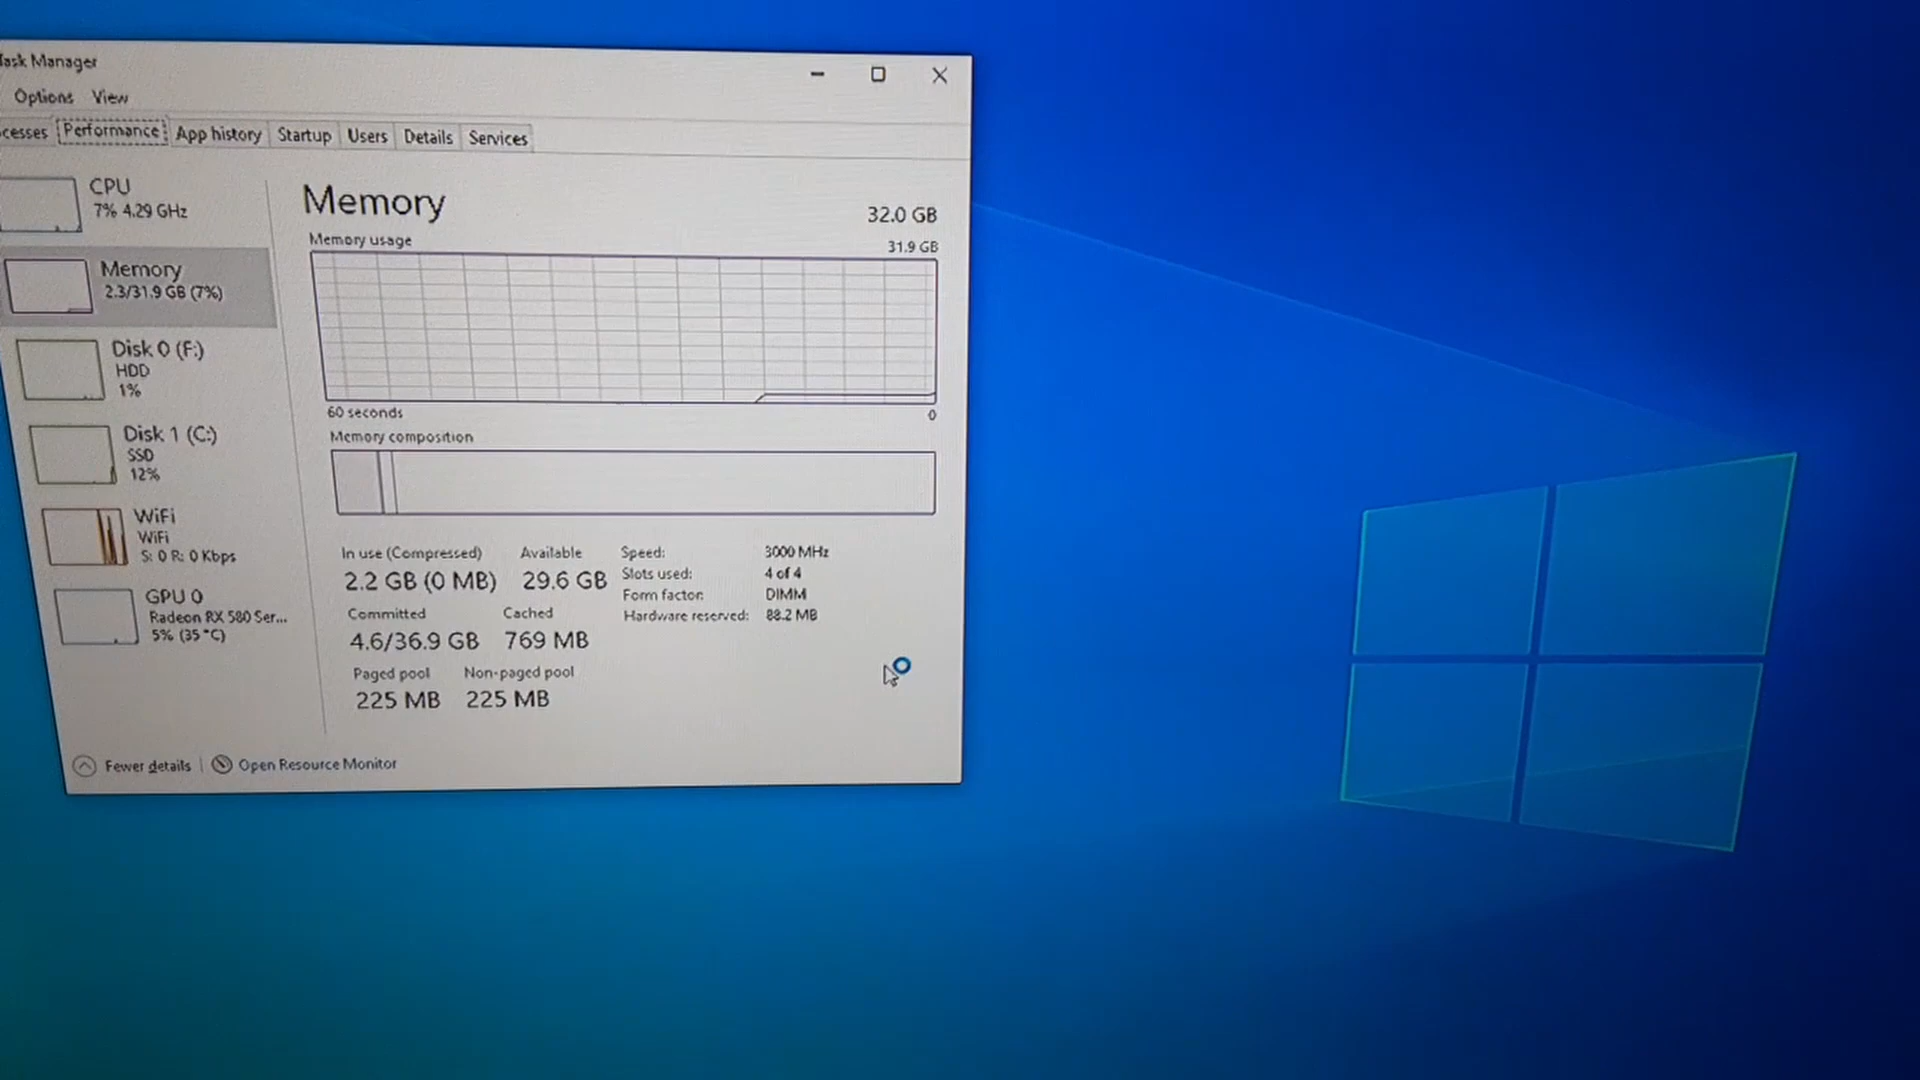 Task Manager
Options View
Performance App history Startup Users Details Services
CPU
7% 4.29 GHz
Memory
2.3/31.9 GB (7%)
Disk 0 (F:)
HDD
1%
Disk 1 (C:)
SSD
12%
WiFi
WiFi
S: 0 R: 0 Kbps
GPU 0
Radeon RX 580 Ser...
5% (35 °C)
Memory
32.0 GB
Memory usage
31.9 GB
60 seconds
0
Memory composition
In use (Compressed)
2.2 GB (0 MB)
Available
29.6 GB
Committed
4.6/36.9 GB
Cached
769 MB
Paged pool
225 MB
Non-paged pool
225 MB
Speed: 3000 MHz
Slots used: 4 of 4
Form factor: DIMM
Hardware reserved: 88.2 MB
Fewer details
Open Resource Monitor